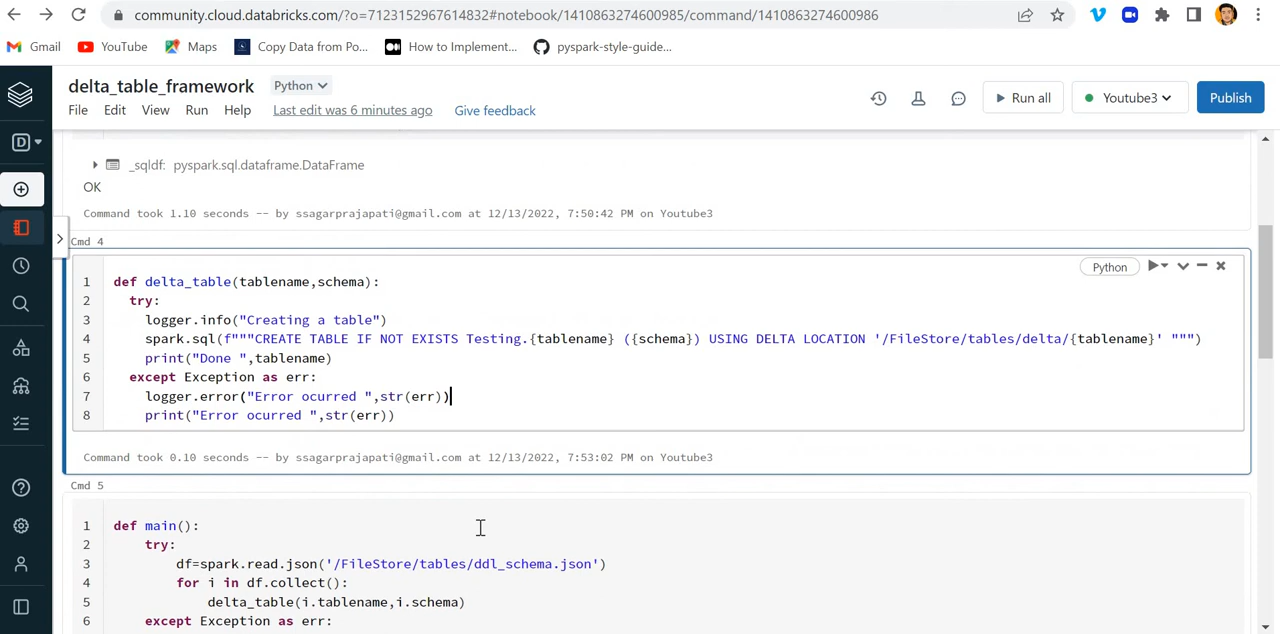 community.cloud.databricks.com/?o=7123152967614832#notebook/1410863274600985/command/1410863274600986
Gmail YouTube Maps Copy Data from Po... How to Implement... pyspark-style-guide...
delta_table_framework Python
File Edit View Run Help Last edit was 6 minutes ago Give feedback
Run all Youtube3 Publish
D
_sqldf: pyspark.sql.dataframe.DataFrame
OK
Command took 1.10 seconds -- by ssagarprajapati@gmail.com at 12/13/2022, 7:50:42 PM on Youtube3
Cmd 4
Python
1 def delta_table(tablename,schema):
2 try:
3 logger.info("Creating a table")
4 spark.sql(f"""CREATE TABLE IF NOT EXISTS Testing.{tablename} ({schema}) USING DELTA LOCATION '/FileStore/tables/delta/{tablename}' """)
5 print("Done ",tablename)
6 except Exception as err:
7 logger.error("Error ocurred ",str(err))
8 print("Error ocurred ",str(err))
Command took 0.10 seconds -- by ssagarprajapati@gmail.com at 12/13/2022, 7:53:02 PM on Youtube3
Cmd 5
1 def main():
2 try:
3 df=spark.read.json('/FileStore/tables/ddl_schema.json')
4 for i in df.collect():
5 delta_table(i.tablename,i.schema)
6 except Exception as err: